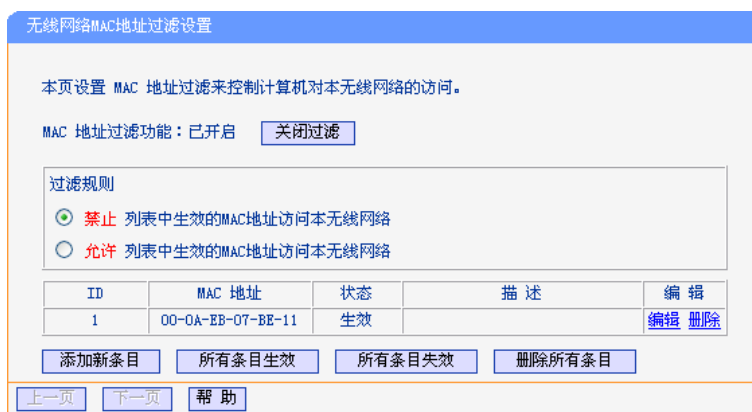 无线网络MAC地址过滤设置
本页设置 MAC 地址过滤来控制计算机对本无线网络的访问。
MAC 地址过滤功能：已开启 关闭过滤
过滤规则
禁止 列表中生效的MAC地址访问本无线网络
允许 列表中生效的MAC地址访问本无线网络
ID MAC 地址 状态 描 述 编 辑
1 00-0A-EB-07-BE-11 生效 编辑 删除
添加新条目 所有条目生效 所有条目失效 删除所有条目
上一页 下一页 帮 助